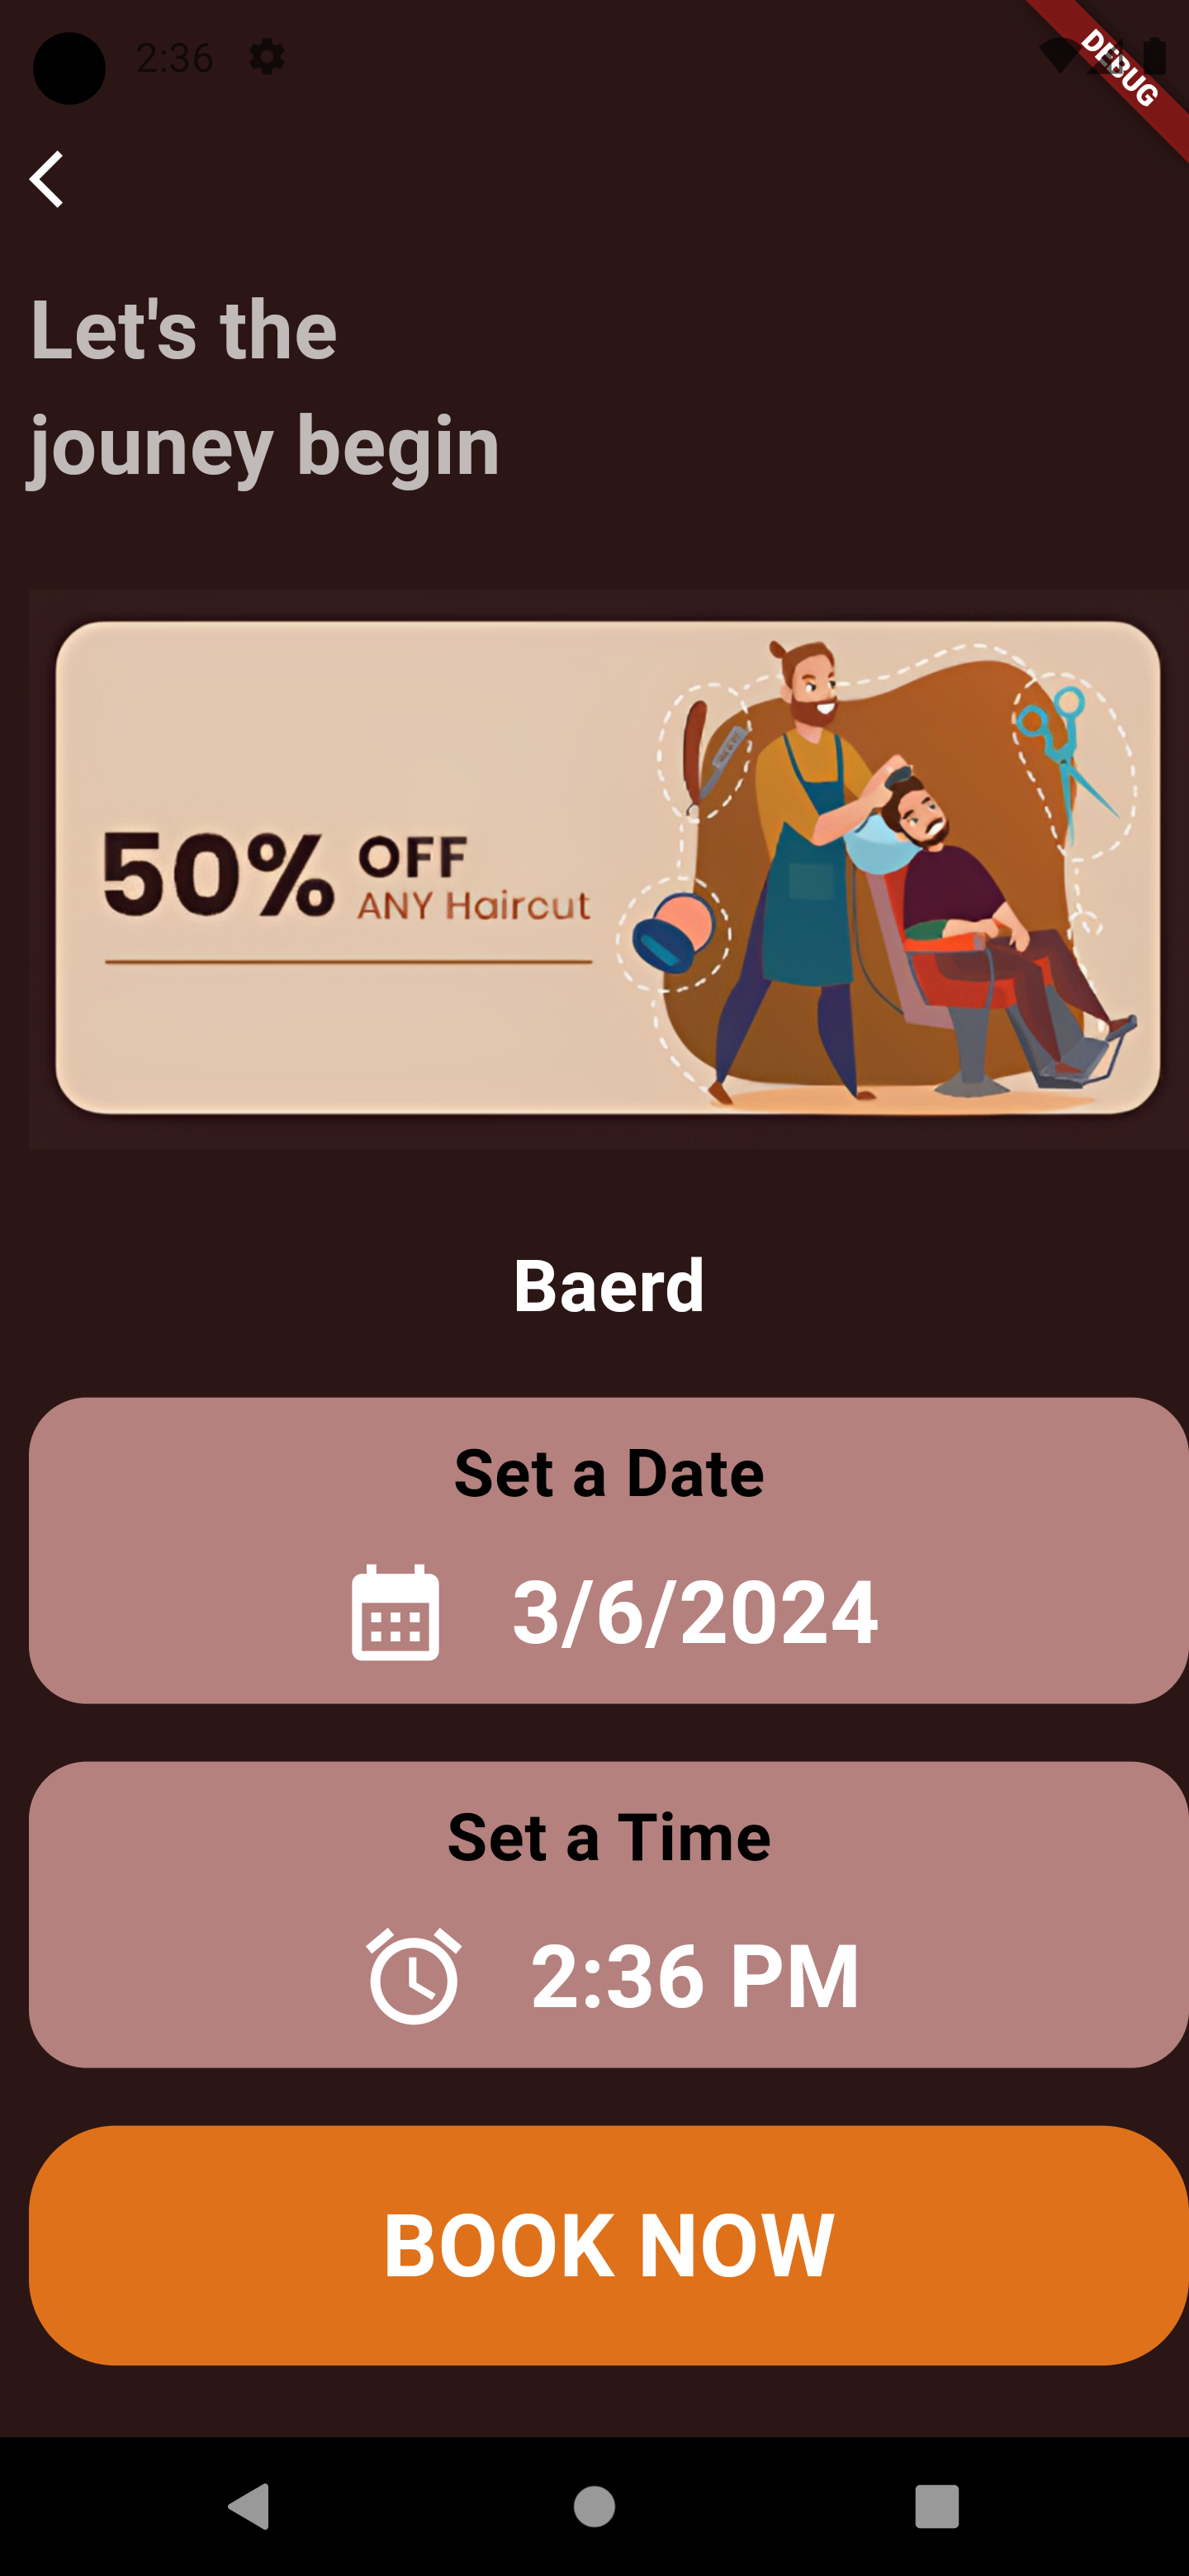 2:36
DEBUG
Let's the
jouney begin
50% OFF
ANY Haircut
Baerd
Set a Date
3/6/2024
Set a Time
2:36 PM
BOOK NOW